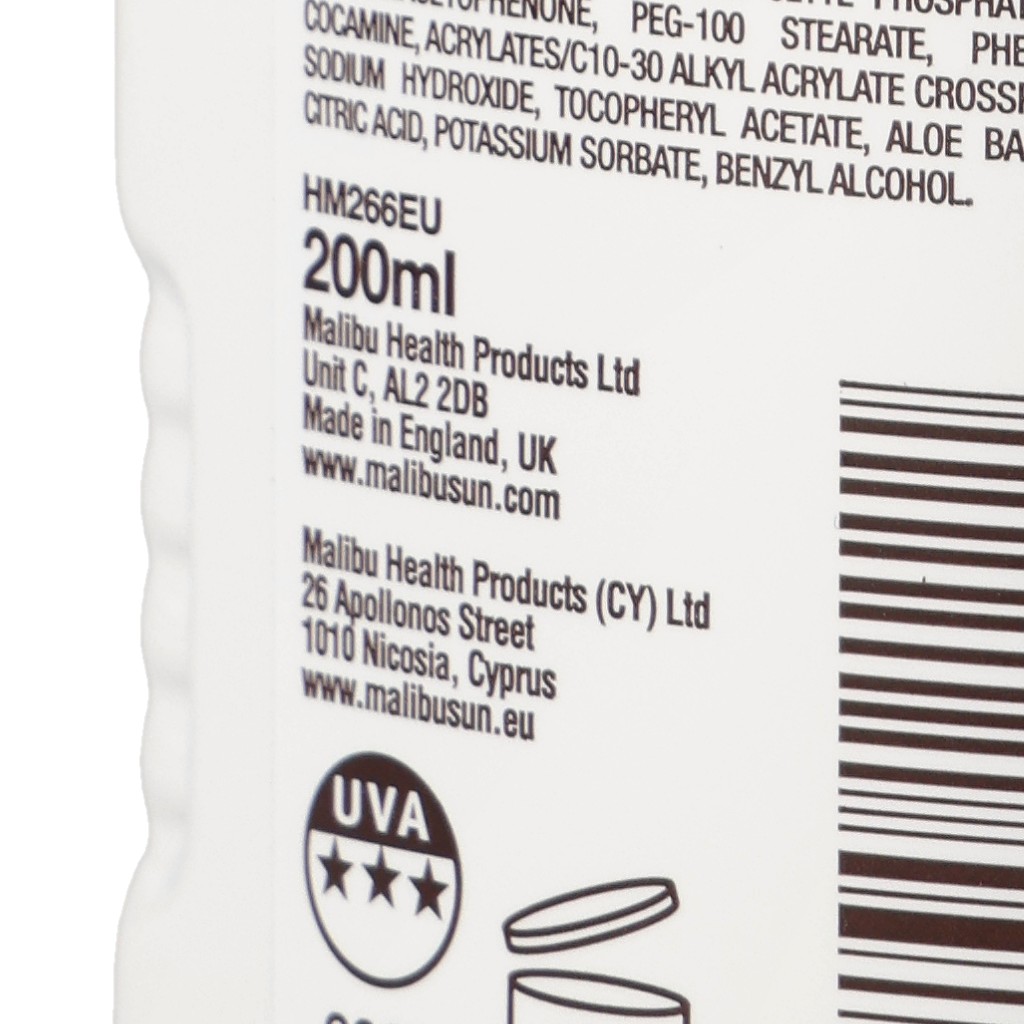 PEG-100 STEARATE,
COCAMINE, ACRYLATES/C10-30 ALKYL ACRYLATE
SODIUM HYDROXIDE, TOCOPHERYL ACETATE, ALOE
CITRIC ACID, POTASSIUM SORBATE, BENZYL ALCOHOL.
HM266EU
200ml
Malibu Health Products Ltd
Unit C, AL2 2DB
Made in England, UK
www.malibusun.com
Malibu Health Products (CY) Ltd
26 Apollonos Street
1010 Nicosia, Cyprus
www.malibusun.eu
UVA